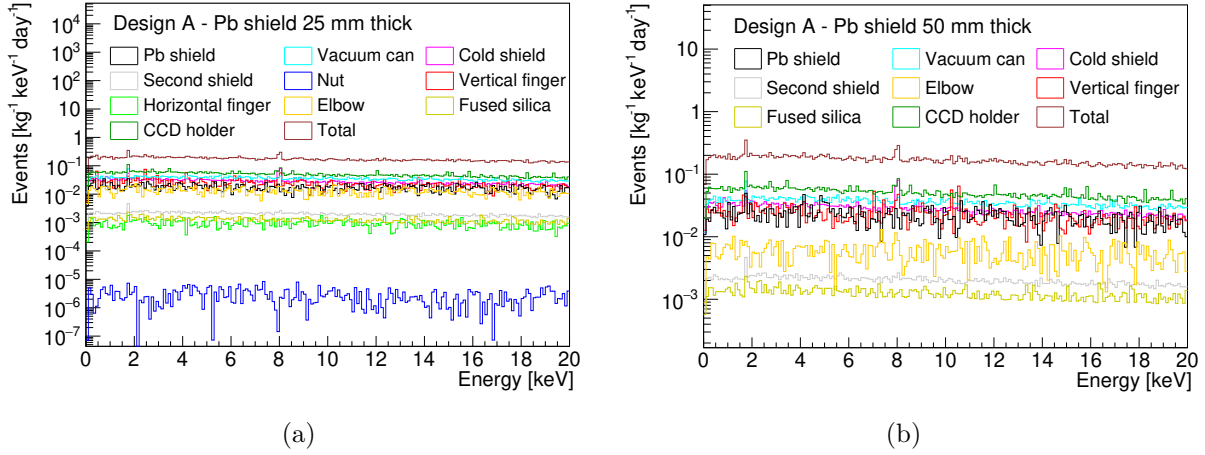 Design A - Pb shield 25 mm thick
Pb shield Vacuum can Cold shield
Second shield Nut Vertical finger
Horizontal finger Elbow Fused silica
CCD holder Total
Events [kg⁻¹ keV⁻¹ day⁻¹]
10⁴
10³
10²
10
1
10⁻¹
10⁻²
10⁻³
10⁻⁴
10⁻⁵
10⁻⁶
10⁻⁷
0 2 4 6 8 10 12 14 16 18 20
Energy [keV]
(a)
Design A - Pb shield 50 mm thick
Pb shield Vacuum can Cold shield
Second shield Elbow Vertical finger
Fused silica CCD holder Total
Events [kg⁻¹ keV⁻¹ day⁻¹]
10
1
10⁻¹
10⁻²
10⁻³
0 2 4 6 8 10 12 14 16 18 20
Energy [keV]
(b)